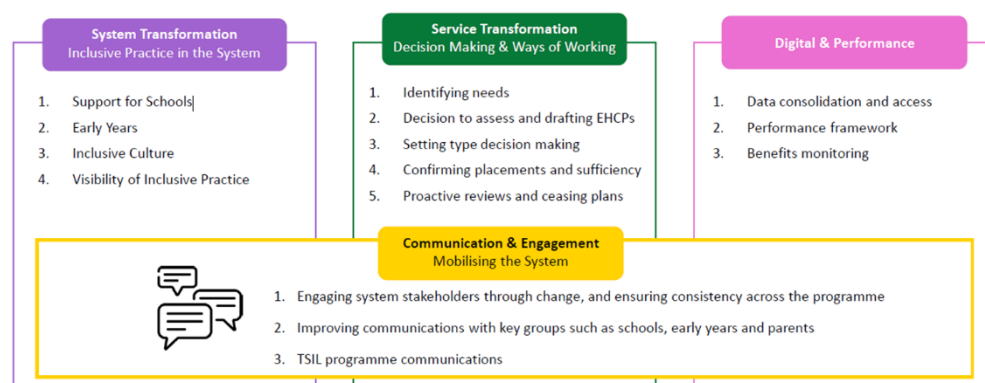 System Transformation
Inclusive Practice in the System
1. Support for Schools
2. Early Years
3. Inclusive Culture
4. Visibility of Inclusive Practice
Service Transformation
Decision Making & Ways of Working
1. Identifying needs
2. Decision to assess and drafting EHCPs
3. Setting type decision making
4. Confirming placements and sufficiency
5. Proactive reviews and ceasing plans
Digital & Performance
1. Data consolidation and access
2. Performance framework
3. Benefits monitoring
Communication & Engagement
Mobilising the System
1. Engaging system stakeholders through change, and ensuring consistency across the programme
2. Improving communications with key groups such as schools, early years and parents
3. TSIL programme communications